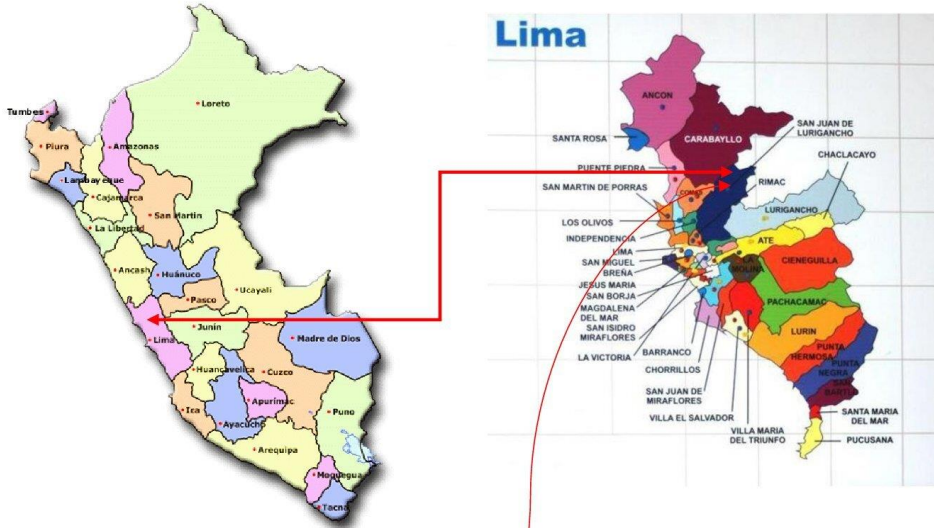 Tumbes
Piura
Lambayeque
Cajamarca
Amazonas
Loreto
San Martin
La Libertad
Ancash
Huánuco
Ucayali
Pasco
Junín
Lima
Madre de Dios
Huancavelica
Cuzco
Ica
Apurimac
Ayacucho
Puno
Arequipa
Moquegua
Tacna
Lima
ANCON
SANTA ROSA
CARABAYLLO
SAN JUAN DE
LURIGANCHO
PUENTE PIEDRA
CHACLACAYO
SAN MARTIN DE PORRAS
COMAS
RIMAC
LOS OLIVOS
LURIGANCHO
INDEPENDENCIA
LIMA
ATE
SAN MIGUEL
CIENEGUILLA
BREÑA
LA
MOLINA
JESUS MARIA
SAN BORJA
MAGDALENA
DEL MAR
PACHACAMAC
SAN ISIDRO
MIRAFLORES
LURIN
LA VICTORIA
BARRANCO
CHORRILLOS
PUNTA
HERMOSA
PUNTA
NEGRA
SAN
BARTLO
SAN JUAN DE
MIRAFLORES
VILLA EL SALVADOR
VILLA MARIA
DEL TRIUNFO
SANTA MARIA
DEL MAR
PUCUSANA